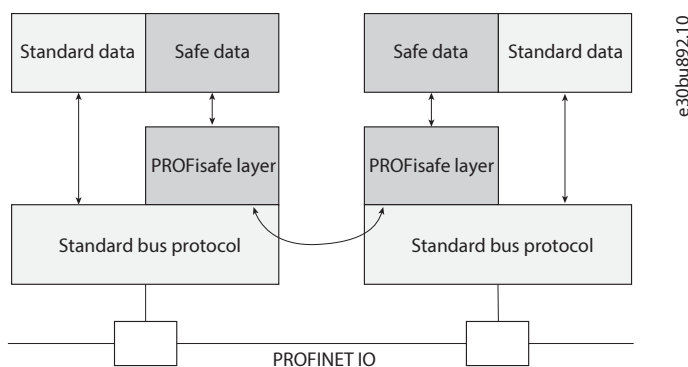 Standard data
Safe data
Safe data
Standard data
PROFisafe layer
PROFisafe layer
Standard bus protocol
Standard bus protocol
PROFINET IO
e30bu892.10